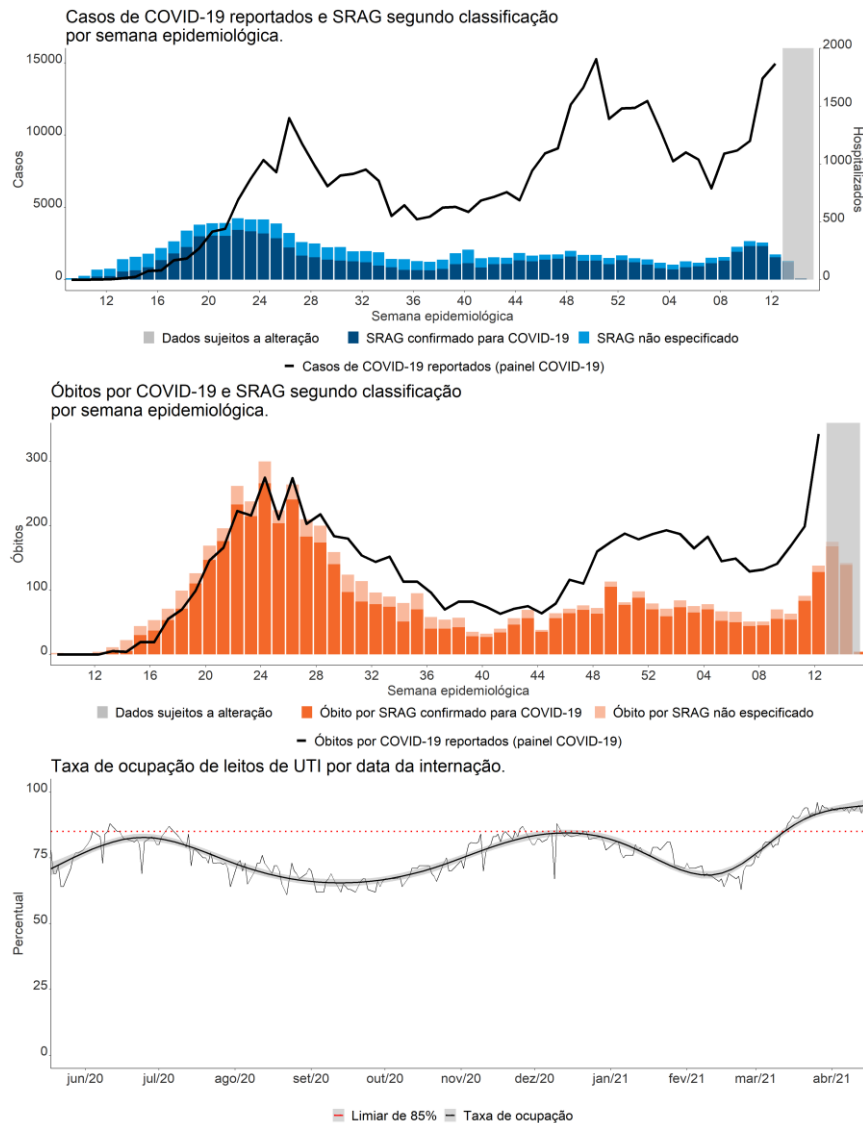 Casos de COVID-19 reportados e SRAG segundo classificação
por semana epidemiológica.
15000
10000
5000
0
Casos
2000
1500
1000
500
0
Hospitalizados
12 16 20 24 28 32 36 40 44 48 52 04 08 12
Semana epidemiológica
Dados sujeitos a alteração SRAG confirmado para COVID-19 SRAG não especificado
Casos de COVID-19 reportados (painel COVID-19)
Óbitos por COVID-19 e SRAG segundo classificação
por semana epidemiológica.
300
200
100
0
Óbitos
12 16 20 24 28 32 36 40 44 48 52 04 08 12
Semana epidemiológica
Dados sujeitos a alteração Óbito por SRAG confirmado para COVID-19 Óbito por SRAG não especificado
Óbitos por COVID-19 reportados (painel COVID-19)
Taxa de ocupação de leitos de UTI por data da internação.
100
75
50
25
0
Percentual
jun/20 jul/20 ago/20 set/20 out/20 nov/20 dez/20 jan/21 fev/21 mar/21 abr/21
Limiar de 85% Taxa de ocupação